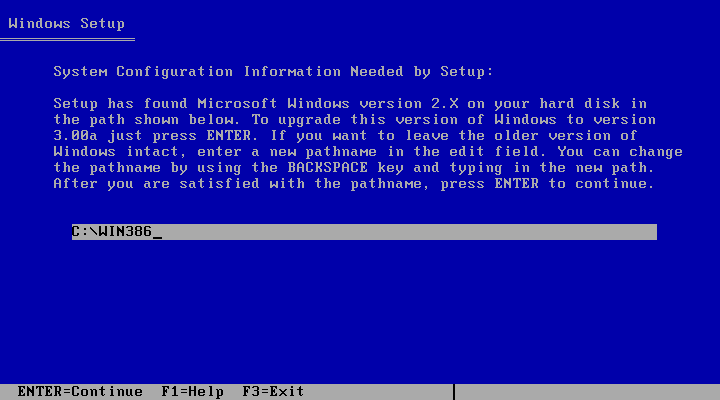 Windows Setup
System Configuration Information Needed by Setup:
Setup has found Microsoft Windows version 2.X on your hard disk in
the path shown below. To upgrade this version of Windows to version
3.00a just press ENTER. If you want to leave the older version of
Windows intact, enter a new pathname in the edit field. You can change
the pathname by using the BACKSPACE key and typing in the new path.
After you are satisfied with the pathname, press ENTER to continue.
C:\WIN386_
ENTER=Continue  F1=Help  F3=Exit